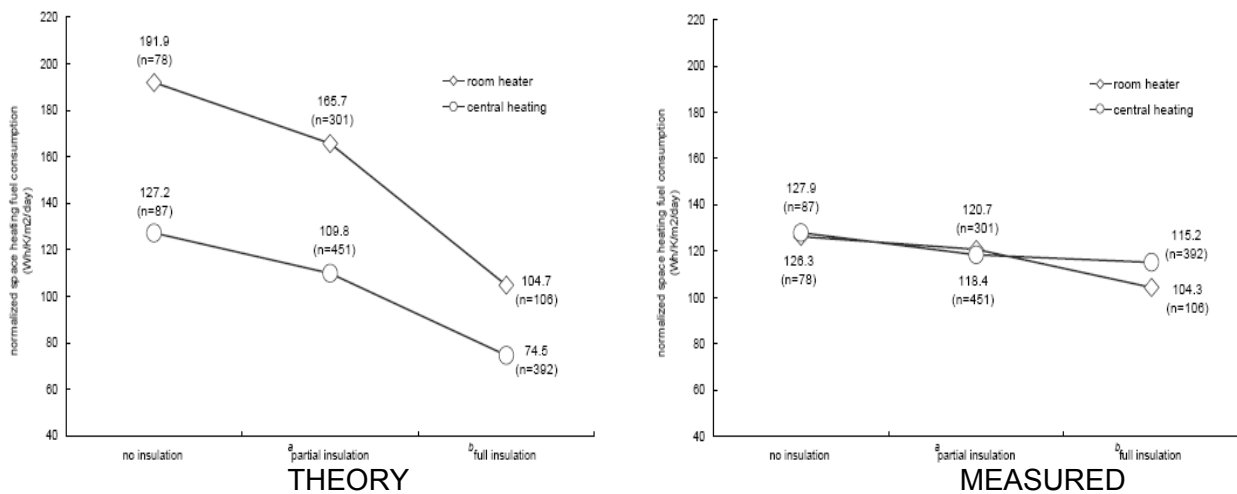 normalized space heating fuel consumption
(Wh/K/m2/day)
220
200
180
160
140
120
100
80
60
40
191.9
(n=78)
165.7
(n=301)
104.7
(n=106)
127.2
(n=87)
109.8
(n=451)
74.5
(n=392)
room heater
central heating
no insulation
a partial insulation
b full insulation
THEORY
normalized space heating fuel consumption
(Wh/K/m2/day)
220
200
180
160
140
120
100
80
60
40
127.9
(n=87)
126.3
(n=78)
120.7
(n=301)
118.4
(n=451)
115.2
(n=392)
104.3
(n=106)
room heater
central heating
no insulation
a partial insulation
b full insulation
MEASURED